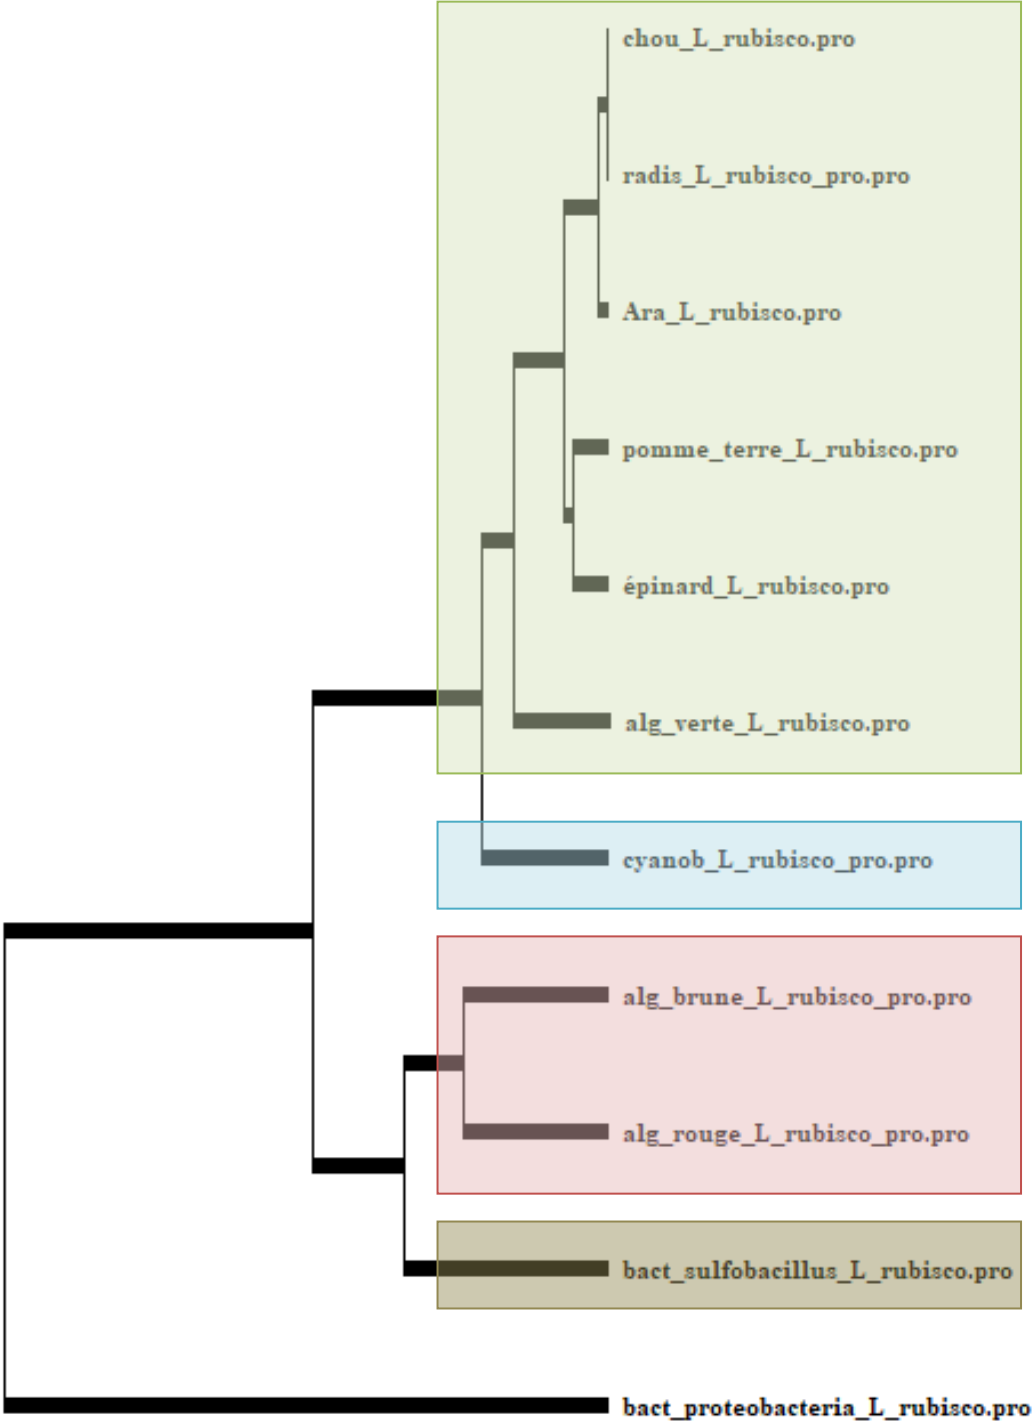 chou_L_rubisco.pro
radis_L_rubisco_pro.pro
Ara_L_rubisco.pro
pomme_terre_L_rubisco.pro
épinard_L_rubisco.pro
alg_verte_L_rubisco.pro
cyanob_L_rubisco_pro.pro
alg_brune_L_rubisco_pro.pro
alg_rouge_L_rubisco_pro.pro
bact_sulfobacillus_L_rubisco.pro
bact_proteobacteria_L_rubisco.pro